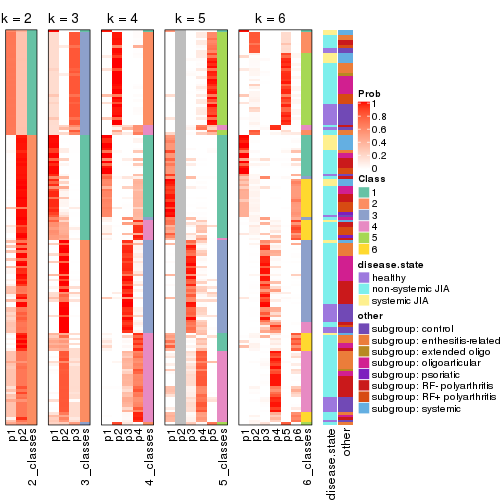 k = 2
k = 3
k = 4
k = 5
k = 6
Prob
1
0.8
0.6
0.4
0.2
0
Class
1
2
3
4
5
6
disease.state
healthy
non-systemic JIA
systemic JIA
other
subgroup: control
subgroup: enthesitis-related
subgroup: extended oligo
subgroup: oligoarticular
subgroup: psoriatic
subgroup: RF- polyarthritis
subgroup: RF+ polyarthritis
subgroup: systemic
p1
p2
2_classes
p1
p2
p3
3_classes
p1
p2
p3
p4
4_classes
p1
p2
p3
p4
p5
5_classes
p1
p2
p3
p4
p5
p6
6_classes
disease.state
other